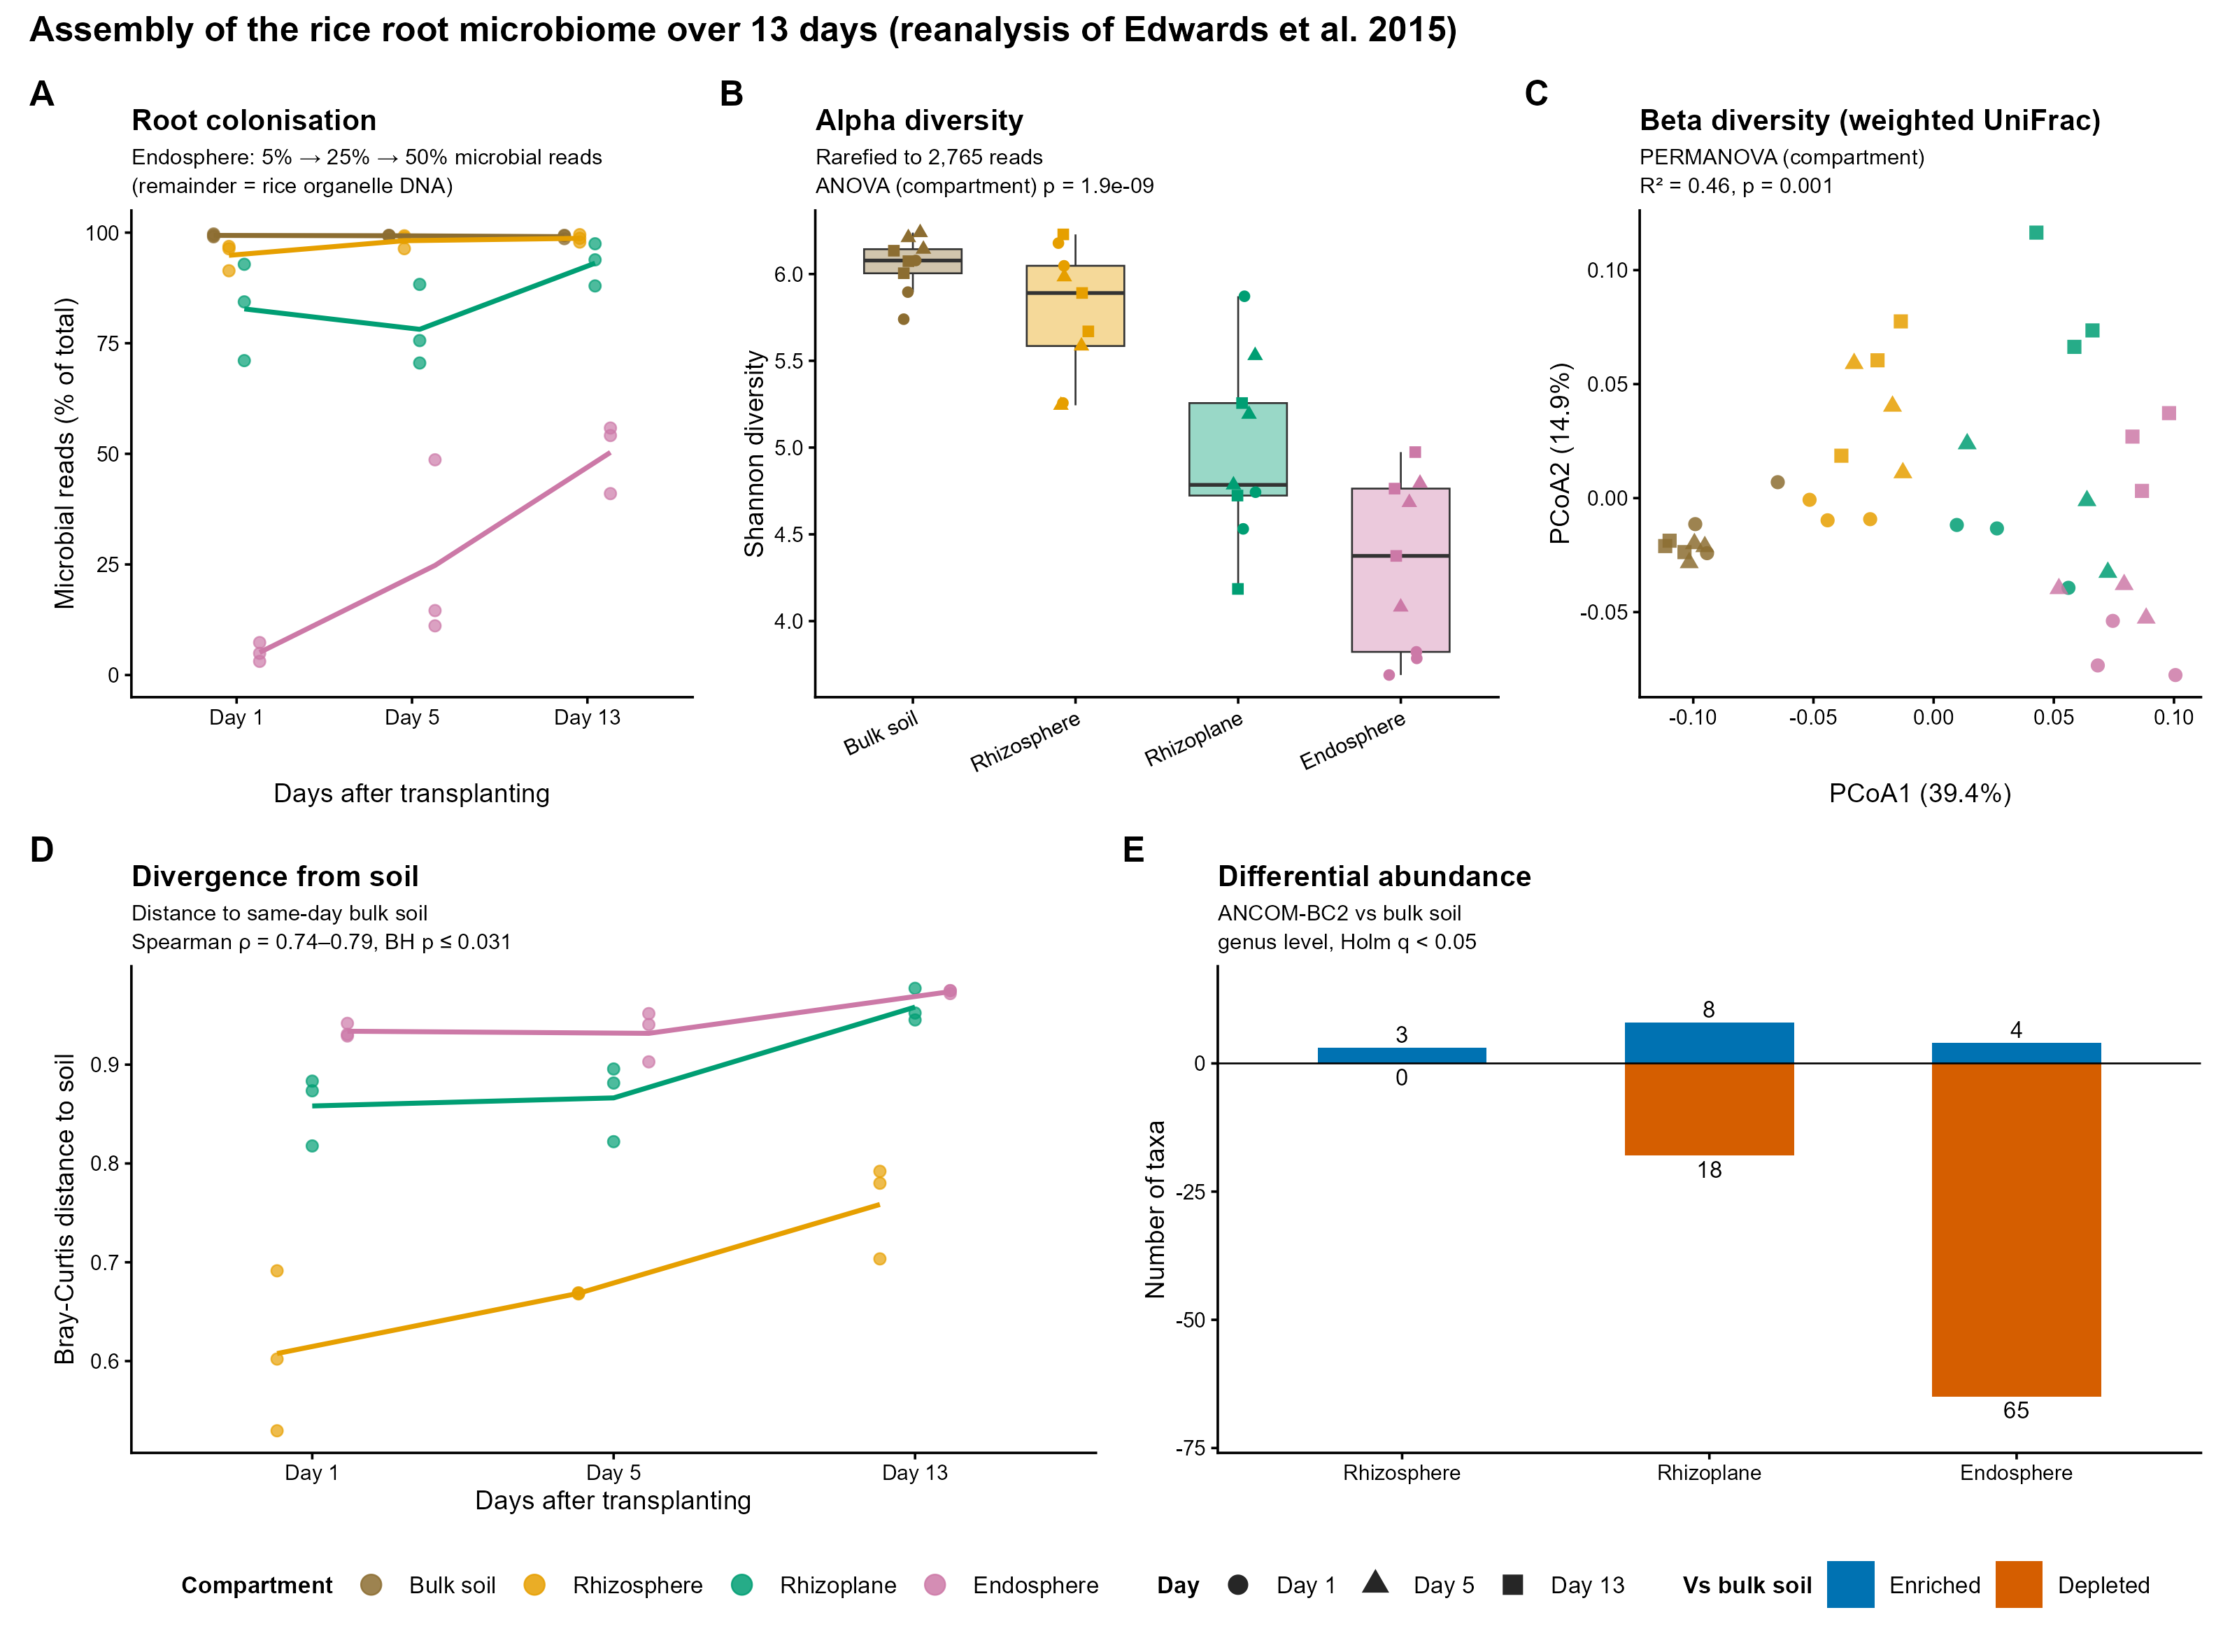 Assembly of the rice root microbiome over 13 days (reanalysis of Edwards et al. 2015)
A
Root colonisation
Endosphere: 5% → 25% → 50% microbial reads
(remainder = rice organelle DNA)
Microbial reads (% of total)
100
75
50
25
0
Day 1
Day 5
Day 13
Days after transplanting
B
Alpha diversity
Rarefied to 2,765 reads
ANOVA (compartment) p = 1.9e-09
Shannon diversity
6.0
5.5
5.0
4.5
4.0
Bulk soil
Rhizosphere
Rhizoplane
Endosphere
C
Beta diversity (weighted UniFrac)
PERMANOVA (compartment)
R² = 0.46, p = 0.001
PCoA2 (14.9%)
0.10
0.05
0.00
-0.05
-0.10
-0.05
0.00
0.05
0.10
PCoA1 (39.4%)
D
Divergence from soil
Distance to same-day bulk soil
Spearman ρ = 0.74–0.79, BH p ≤ 0.031
Bray-Curtis distance to soil
0.9
0.8
0.7
0.6
Day 1
Day 5
Day 13
Days after transplanting
E
Differential abundance
ANCOM-BC2 vs bulk soil
genus level, Holm q < 0.05
Number of taxa
0
-25
-50
-75
3
0
8
18
4
65
Rhizosphere
Rhizoplane
Endosphere
Compartment
Bulk soil
Rhizosphere
Rhizoplane
Endosphere
Day
Day 1
Day 5
Day 13
Vs bulk soil
Enriched
Depleted